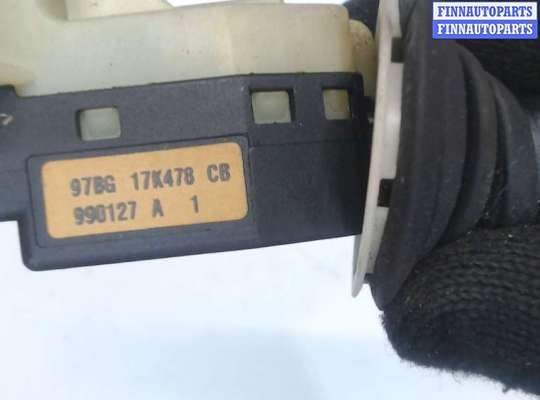 FINNAUTOPARTS
FINNAUTOPARTS
97BG 17K478 CB
990127 A 1